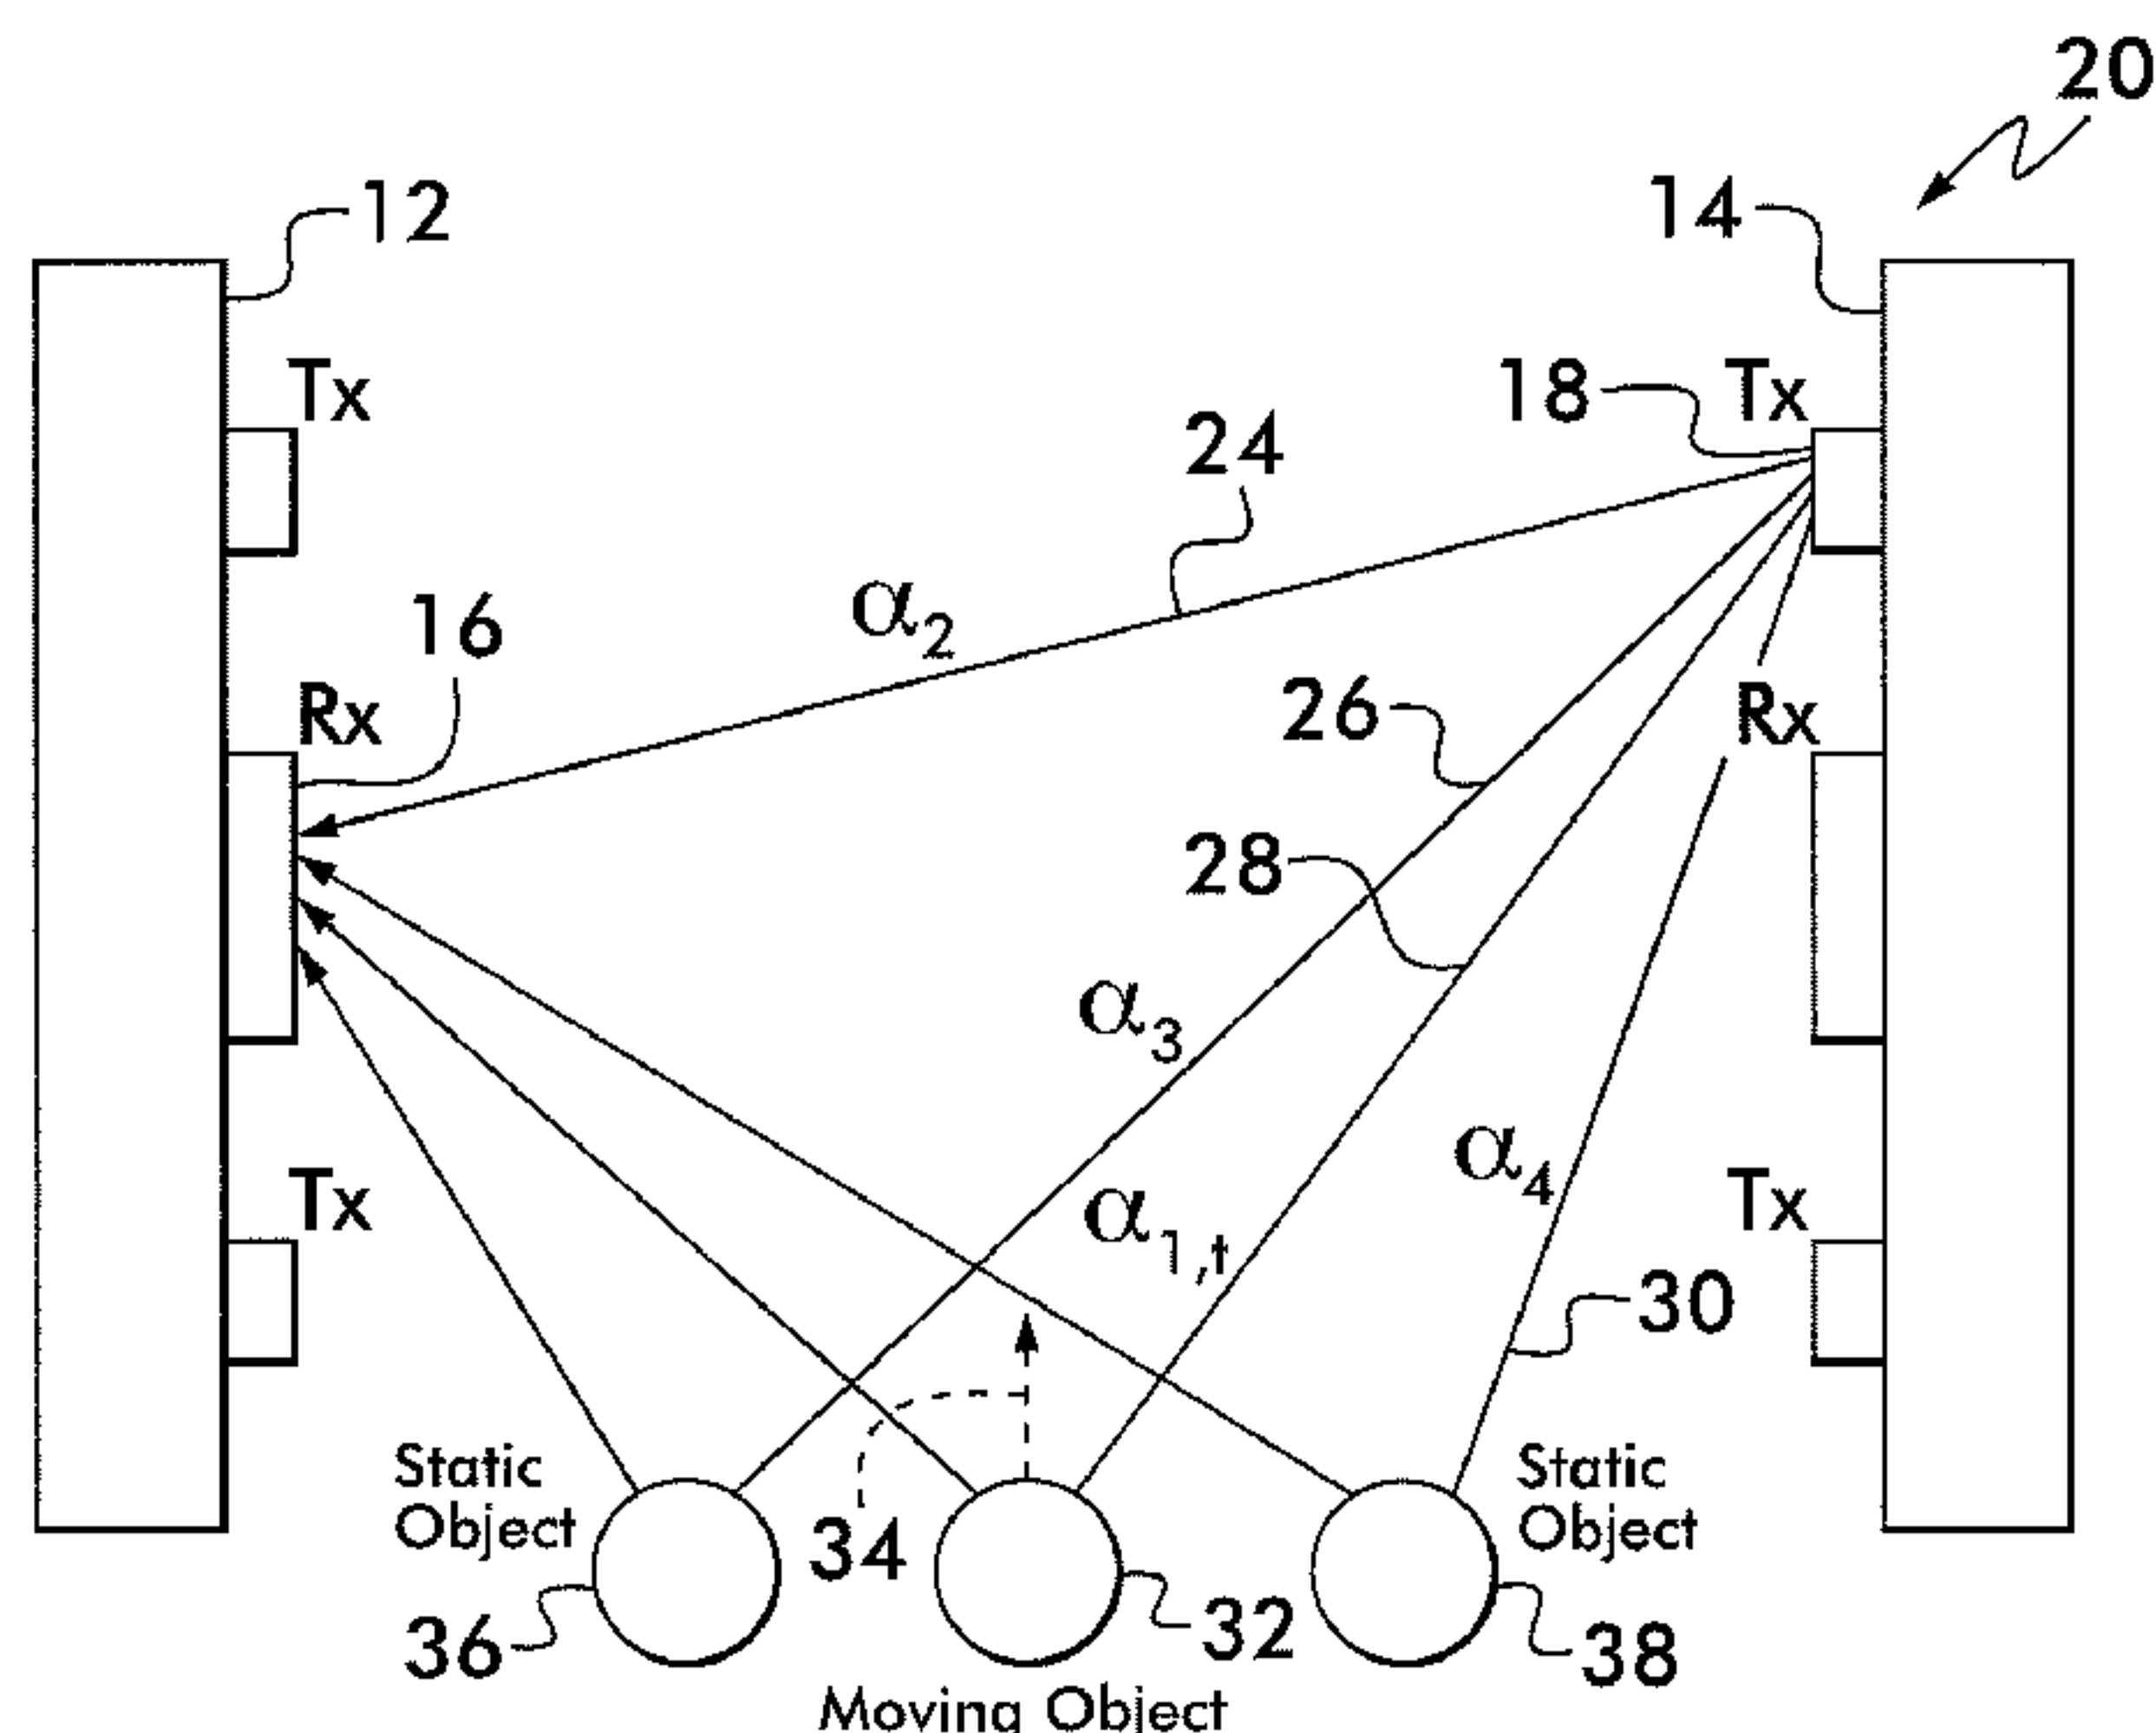 20
12
14
Tx
18 Tx
24
α2
16
Rx
26
Rx
28
α3
α4
Tx
α1,t
Tx
30
Static
Object
Static
Object
34
36
32
38
Moving Object